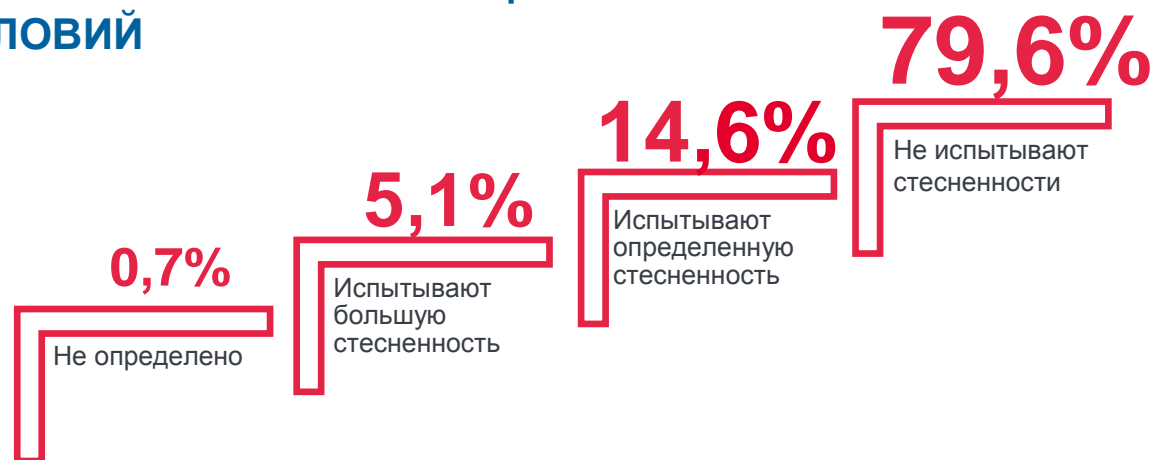 ЛОВИЙ
79,6%
Не испытывают
стесненности
14,6%
Испытывают
определенную
стесненность
5,1%
Испытывают
большую
стесненность
0,7%
Не определено